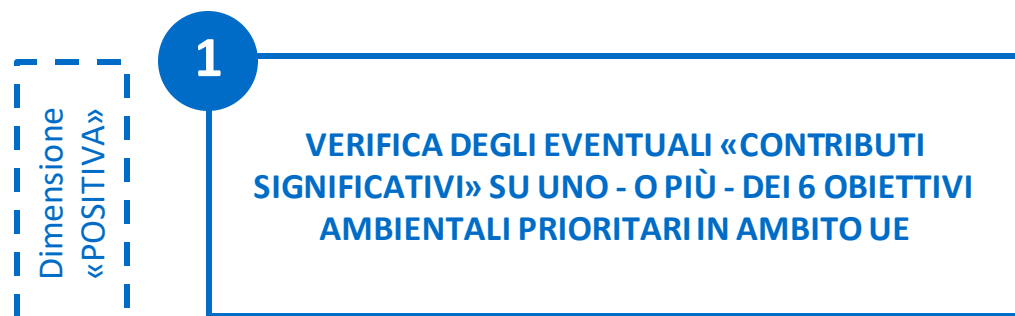 1
Dimensione
«POSITIVA»
VERIFICA DEGLI EVENTUALI «CONTRIBUTI
SIGNIFICATIVI» SU UNO - O PIÙ - DEI 6 OBIETTIVI
AMBIENTALI PRIORITARI IN AMBITO UE